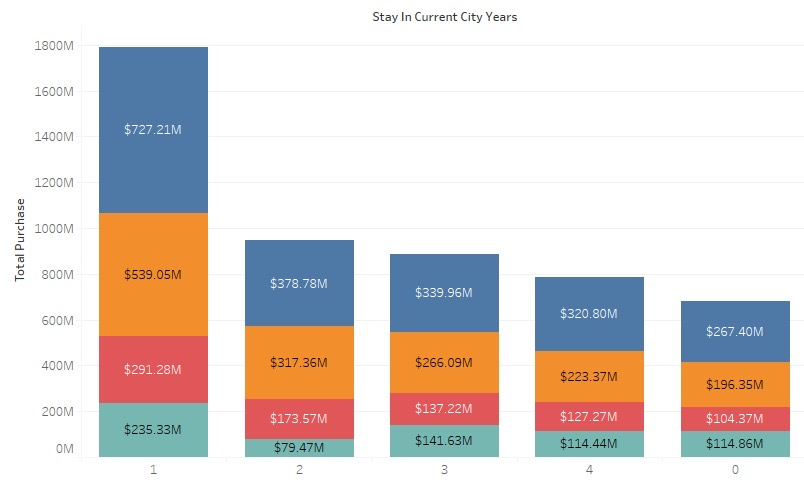 Stay In Current City Years
Total Purchase
1800M
1600M
1400M
1200M
1000M
800M
600M
400M
200M
0M
$727.21M
$539.05M
$291.28M
$235.33M
$378.78M
$317.36M
$173.57M
$79.47M
$339.96M
$266.09M
$137.22M
$141.63M
$320.80M
$223.37M
$127.27M
$114.44M
$267.40M
$196.35M
$104.37M
$114.86M
1 2 3 4 0